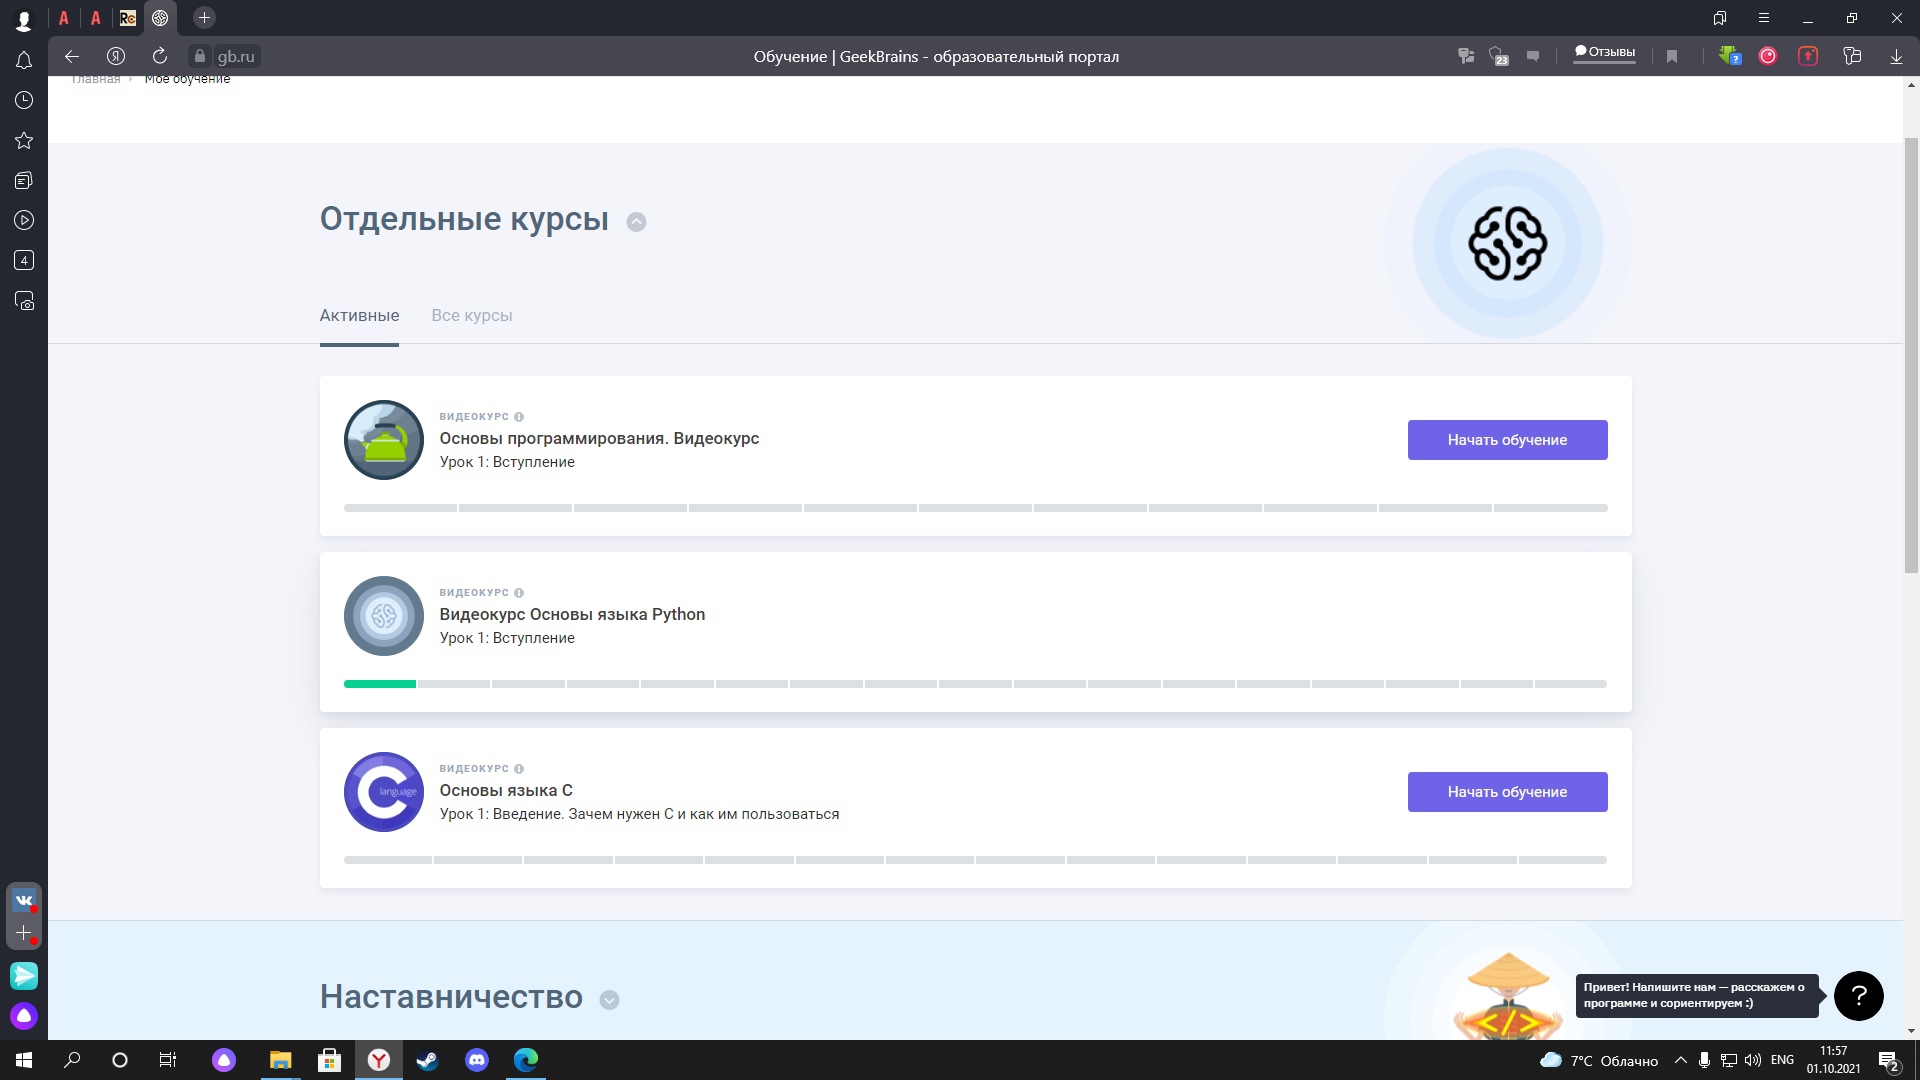 gb.ru
Обучение | GeekBrains - образовательный портал
23
Отзывы
?
Главная
Мое обучение
4
Отдельные курсы
Активные
Все курсы
ВИДЕОКУРС
Основы программирования. Видеокурс
Урок 1: Вступление
Начать обучение
ВИДЕОКУРС
Видеокурс Основы языка Python
Урок 1: Вступление
language
ВИДЕОКУРС
Основы языка C
Урок 1: Введение. Зачем нужен C и как им пользоваться
Начать обучение
Наставничество
</>
Привет! Напишите нам — расскажем о
программе и сориентируем :)
?
7°C Облачно
ENG
11:57
01.10.2021
2